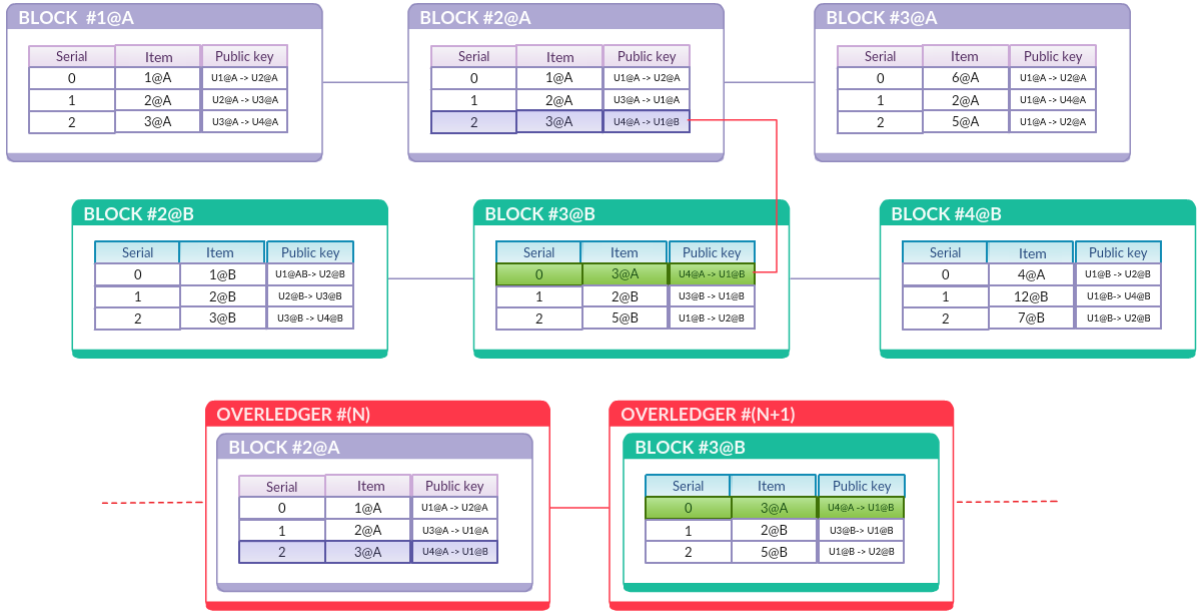 BLOCK #1@A
Serial Item Public key
0 1@A U1@A -> U2@A
1 2@A U2@A -> U3@A
2 3@A U3@A -> U4@A
BLOCK #2@A
Serial Item Public key
0 1@A U1@A -> U2@A
1 2@A U3@A -> U1@A
2 3@A U4@A -> U1@B
BLOCK #3@A
Serial Item Public key
0 6@A U1@A -> U2@A
1 2@A U1@A -> U4@A
2 5@A U1@A -> U2@A
BLOCK #2@B
Serial Item Public key
0 1@B U1@AB-> U2@B
1 2@B U2@B-> U3@B
2 3@B U3@B -> U4@B
BLOCK #3@B
Serial Item Public key
0 3@A U4@A -> U1@B
1 2@B U3@B -> U1@B
2 5@B U1@B -> U2@B
BLOCK #4@B
Serial Item Public key
0 4@A U1@B -> U2@B
1 12@B U1@B-> U4@B
2 7@B U1@B-> U2@B
OVERLEDGER #(N)
BLOCK #2@A
Serial Item Public key
0 1@A U1@A -> U2@A
1 2@A U3@A -> U1@A
2 3@A U4@A -> U1@B
OVERLEDGER #(N+1)
BLOCK #3@B
Serial Item Public key
0 3@A U4@A -> U1@B
1 2@B U3@B-> U1@B
2 5@B U1@B -> U2@B